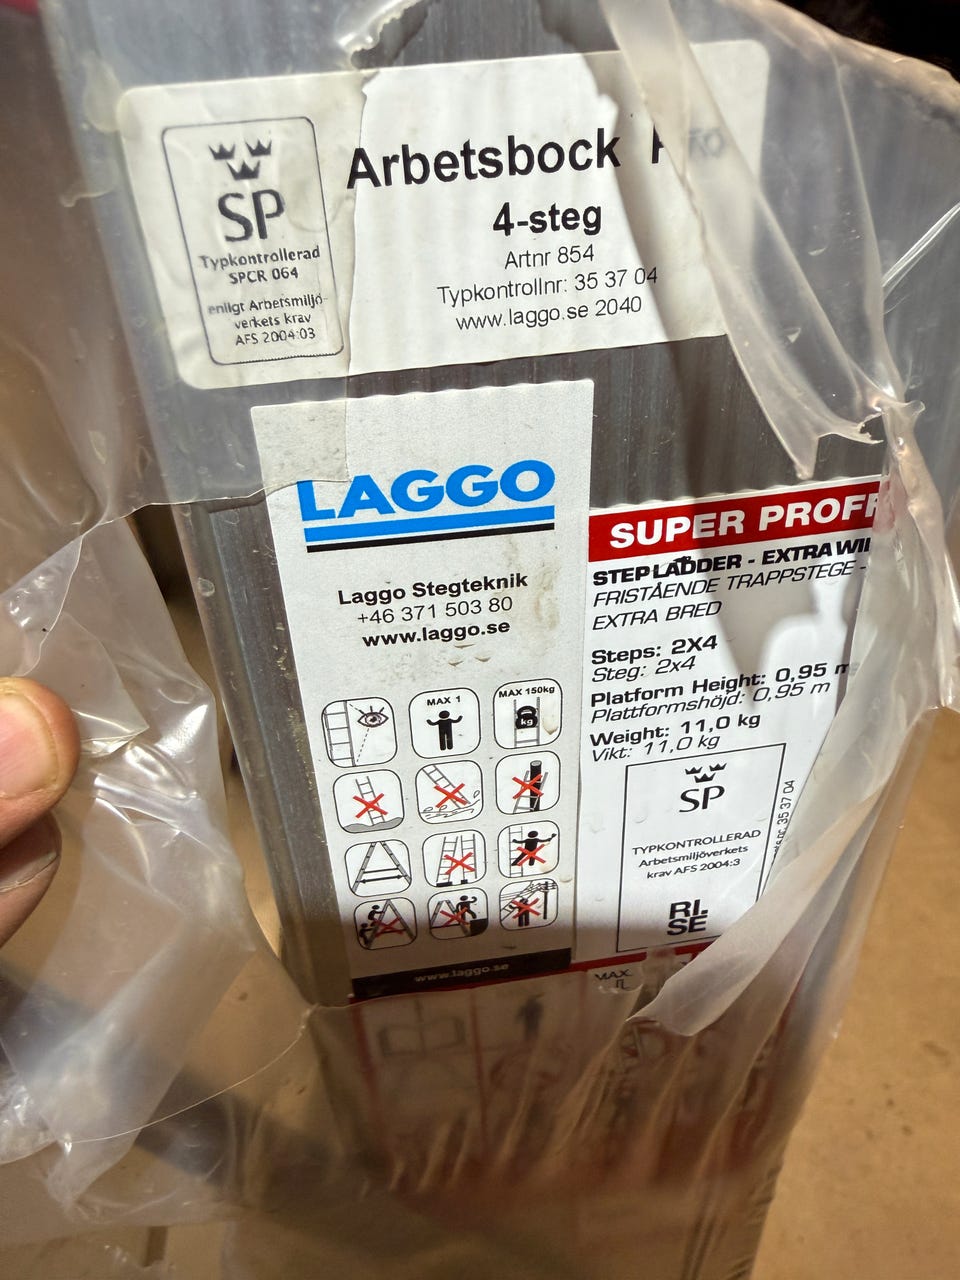 SP
Typkontrollerad
SPCR 064
enligt Arbetsmiljö-
verkets krav
AFS 2004:03
Arbetsbock
4-steg
Artnr 854
Typkontrollnr: 35 37 04
www.laggo.se 2040
LAGGO
Laggo Stegteknik
+46 371 503 80
www.laggo.se
MAX 1
MAX 150kg
kg
www.laggo.se
SUPER PROFF
STEPLADDER - EXTRA WI
FRISTÅENDE TRAPPSTEGE -
EXTRA BRED
Steps: 2X4
Steg: 2x4
Platform Height: 0,95 m
Plattformshöjd: 0,95 m
Weight: 11,0 kg
Vikt: 11,0 kg
SP
TYPKONTROLLERAD
Arbetsmiljöverkets
krav AFS 2004:3
RI.
SE
35 37 04
MAX.